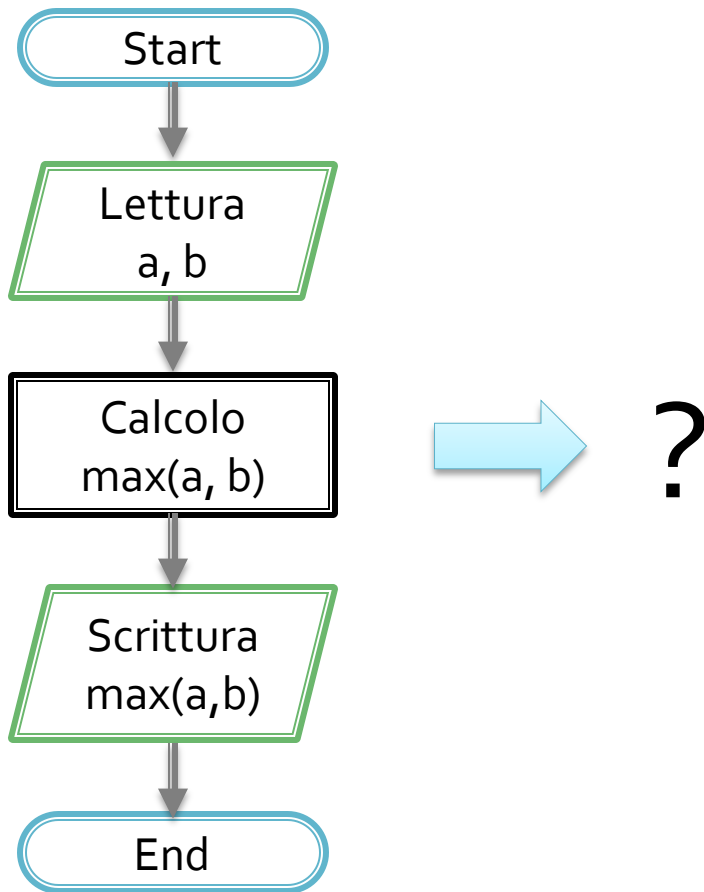 Start
Lettura
a, b
Calcolo
max(a, b)
?
Scrittura
max(a,b)
End